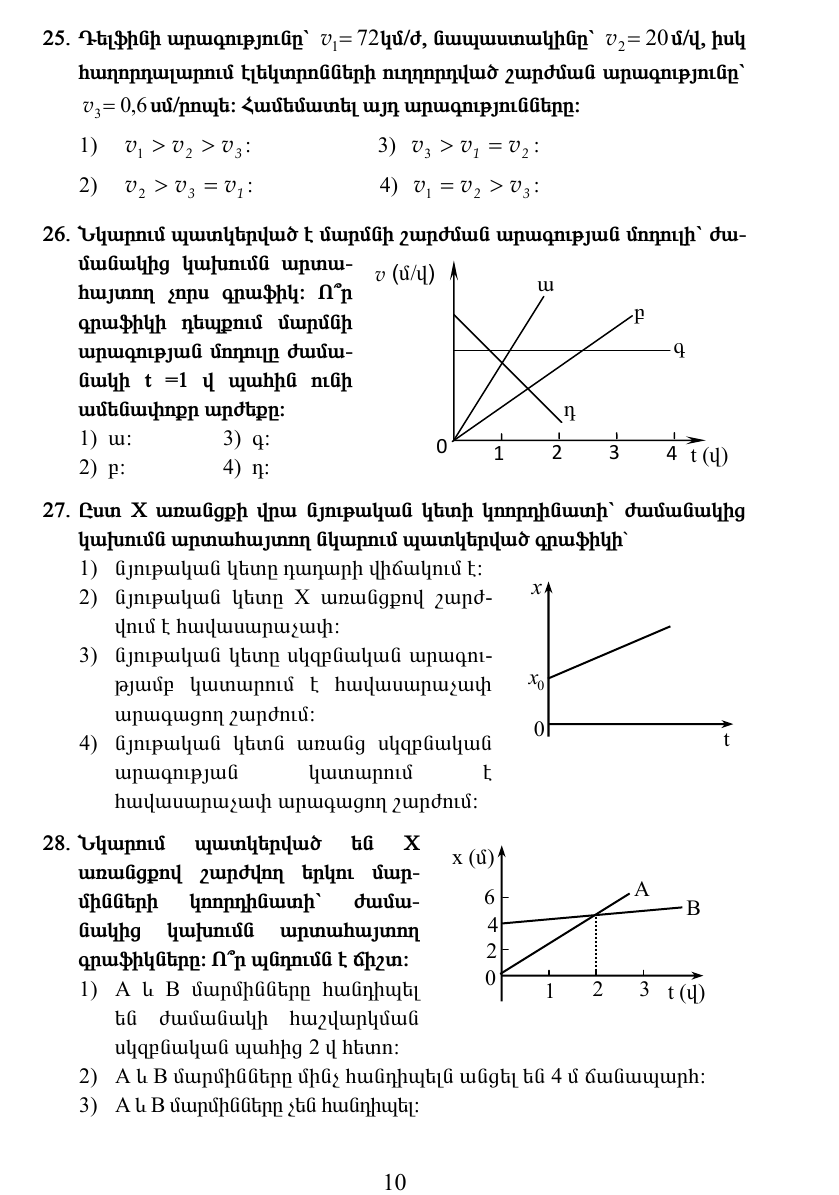 25. Դելֆինի արագությունը՝ v₁= 72կմ/ժ, նապաստակինը՝ v₂= 20մ/վ, իսկ
հաղորդալարում էլեկտրոնների ուղղորդված շարժման արագությունը՝
v₃= 0,6սմ/րոպե: Համեմատել այդ արագությունները:
1) v₁ > v₂ > v₃:
3) v₃ > v₁ = v₂:
2) v₂ > v₃ = v₁:
4) v₁ = v₂ > v₃:
26. Նկարում պատկերված է մարմնի շարժման արագության մոդուլի՝ ժա-
մանակից կախումն արտա-
հայտող չորս գրաֆիկ: Ո՞ր
գրաֆիկի դեպքում մարմնի
արագության մոդուլը ժամա-
նակի t =1 վ պահին ունի
ամենափոքր արժեքը:
1) ա:
3) գ:
2) բ:
4) դ:
v (մ/վ)
ա
բ
գ
դ
0 1 2 3 4 t (վ)
27. Ըստ X առանցքի վրա նյութական կետի կոորդինատի՝ ժամանակից
կախումն արտահայտող նկարում պատկերված գրաֆիկի՝
1) նյութական կետը դադարի վիճակում է:
2) նյութական կետը X առանցքով շարժ-
վում է հավասարաչափ:
3) նյութական կետը սկզբնական արագու-
թյամբ կատարում է հավասարաչափ
արագացող շարժում:
4) նյութական կետն առանց սկզբնական
արագության կատարում է
հավասարաչափ արագացող շարժում:
x
x₀
0
t
28. Նկարում պատկերված են X
առանցքով շարժվող երկու մար-
մինների կոորդինատի՝ ժամա-
նակից կախումն արտահայտող
գրաֆիկները: Ո՞ր պնդումն է ճիշտ:
1) A և B մարմինները հանդիպել
են ժամանակի հաշվարկման
սկզբնական պահից 2 վ հետո:
x (մ)
A
6
B
4
2
0
1 2 3 t (վ)
2) A և B մարմինները մինչ հանդիպելն անցել են 4 մ ճանապարհ:
3) A և B մարմինները չեն հանդիպել:
10